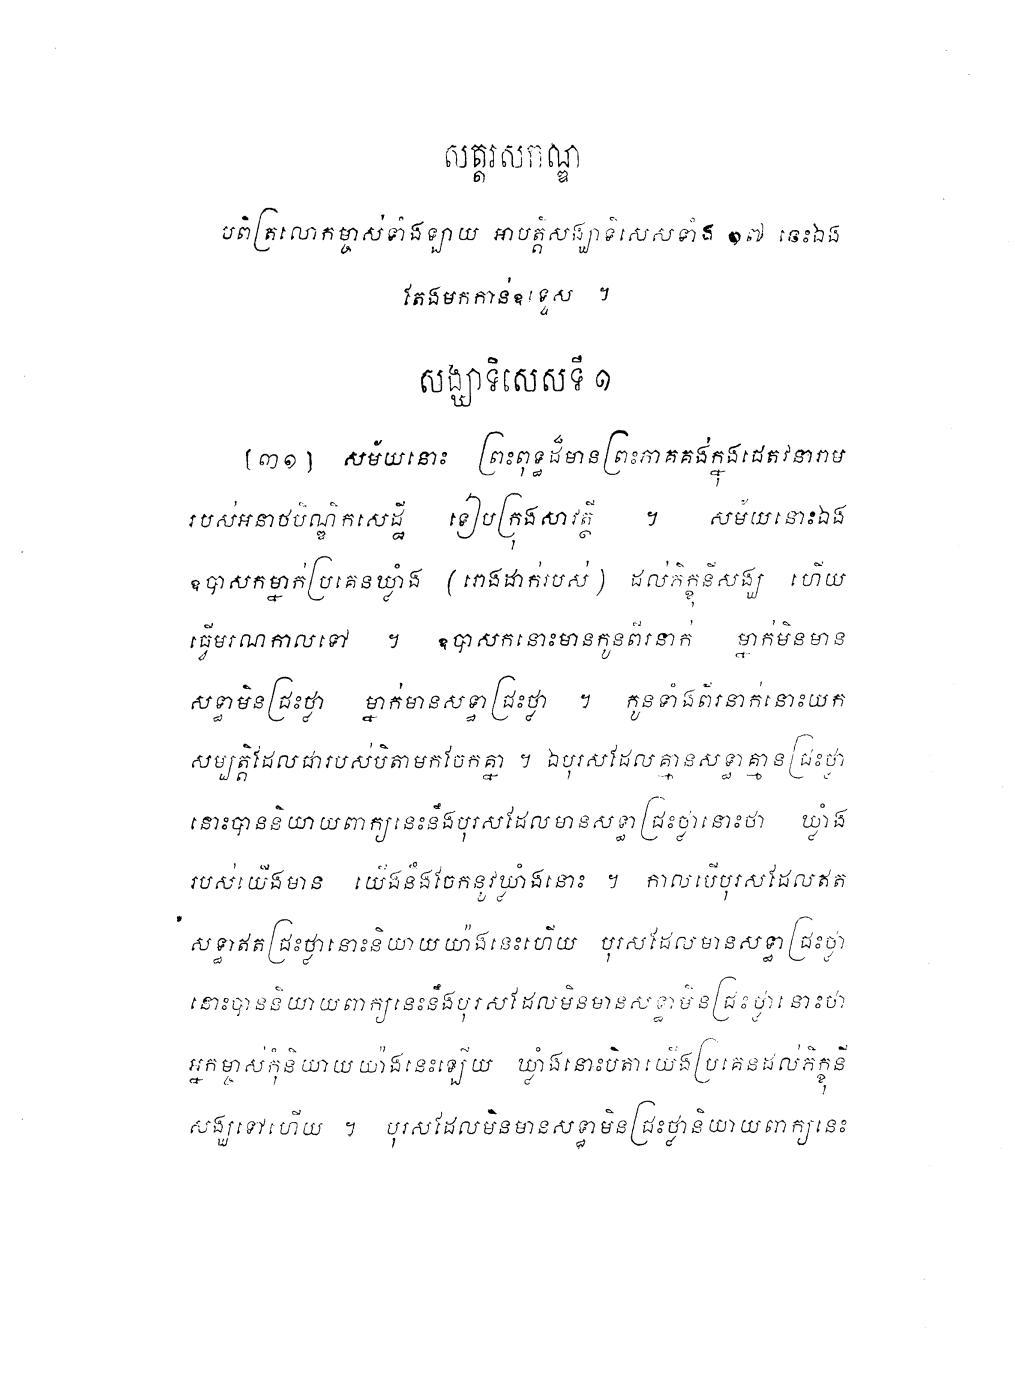 សត្តរសកណ្ឌ
បពិត្រលោកម្ចាស់ទាំងឡាយ អាបត្តិសង្ឃាទិសេសទាំង ១៧ នេះឯង
តែងមកកាន់ឧទ្ទេស ។
សង្ឃាទិសេសទី ១
[៣១] សម័យនោះ ព្រះពុទ្ធដ៏មានព្រះភាគគង់ក្នុងជេតវនារាម
របស់អនាថបិណ្ឌិកសេដ្ឋី ទៀបក្រុងសាវត្ថី ។ សម័យនោះឯង
ឧបាសកម្នាក់ប្រគេនឃ្លាំង (រោងដាក់របស់) ដល់ភិក្ខុនីសង្ឃ ហើយ
ធ្វើមរណកាលទៅ ។ ឧបាសកនោះមានកូនពីរនាក់ ម្នាក់មិនមាន
សទ្ធាមិនជ្រះថ្លា ម្នាក់មានសទ្ធាជ្រះថ្លា ។ កូនទាំងពីរនាក់នោះយក
សម្បត្តិដែលជារបស់បិតាមកចែកគ្នា ។ ឯបុរសដែលគ្មានសទ្ធាគ្មានជ្រះថ្លា
នោះបាននិយាយពាក្យនេះនឹងបុរសដែលមានសទ្ធាជ្រះថ្លានោះថា ឃ្លាំង
របស់យើងមាន យើងនឹងចែកនូវឃ្លាំងនោះ ។ កាលបើបុរសដែលឥត
សទ្ធាឥតជ្រះថ្លានោះនិយាយយ៉ាងនេះហើយ បុរសដែលមានសទ្ធាជ្រះថ្លា
នោះបាននិយាយពាក្យនេះនឹងបុរសដែលមិនមានសទ្ធាមិនជ្រះថ្លានោះថា
អ្នកម្ចាស់កុំនិយាយយ៉ាងនេះឡើយ ឃ្លាំងនោះបិតាយើងប្រគេនដល់ភិក្ខុនី
សង្ឃទៅហើយ ។ បុរសដែលមិនមានសទ្ធាមិនជ្រះថ្លានិយាយពាក្យនេះ